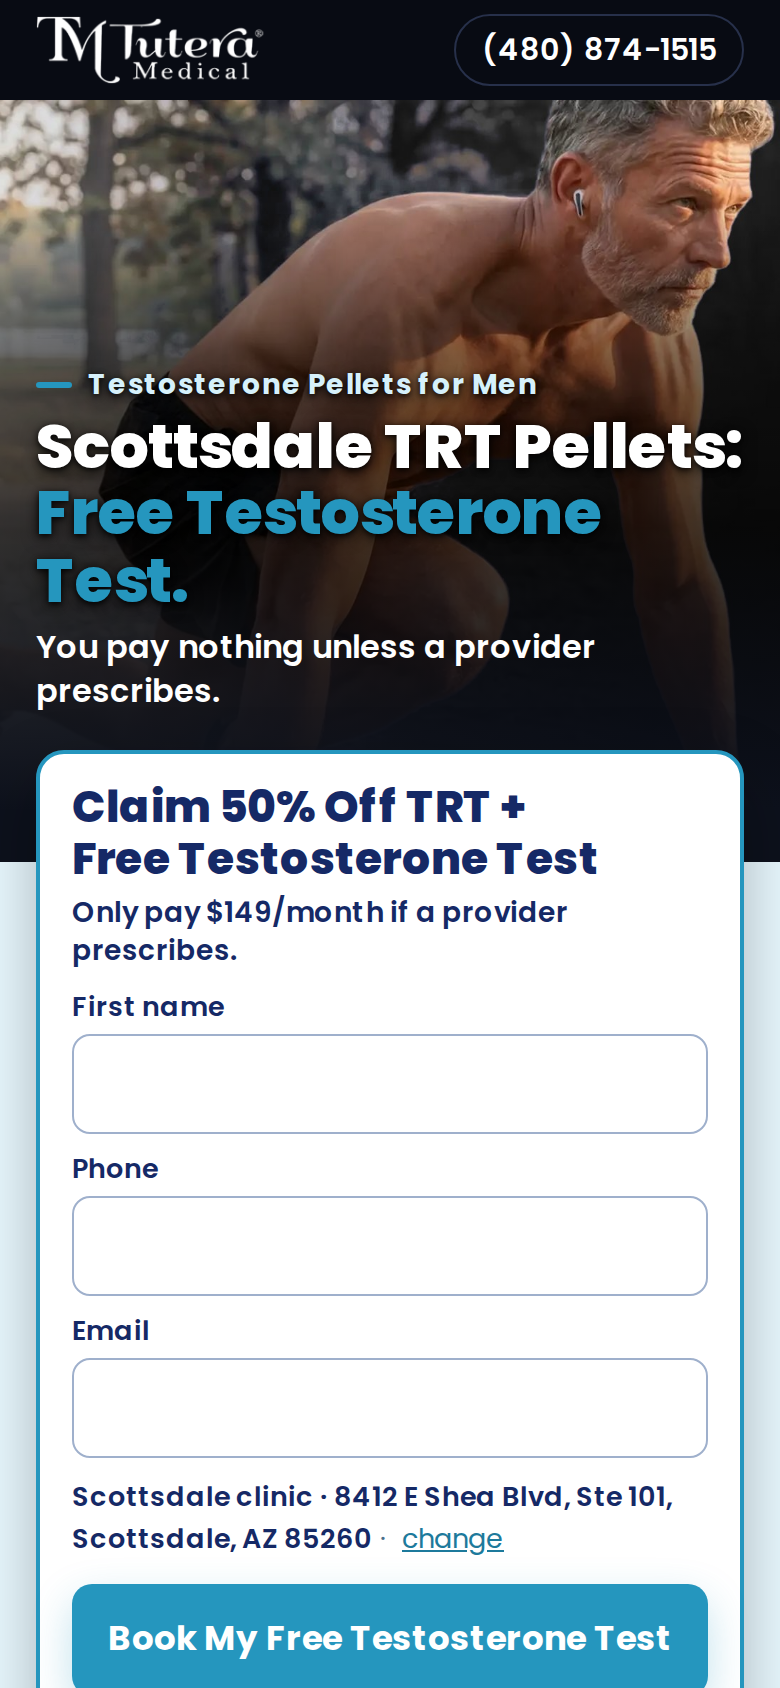 TM Tutera®
Medical
(480) 874-1515
Testosterone Pellets for Men
Scottsdale TRT Pellets:
Free Testosterone
Test.
You pay nothing unless a provider
prescribes.
Claim 50% Off TRT +
Free Testosterone Test
Only pay $149/month if a provider
prescribes.
First name
Phone
Email
Scottsdale clinic · 8412 E Shea Blvd, Ste 101,
Scottsdale, AZ 85260 · change
Book My Free Testosterone Test